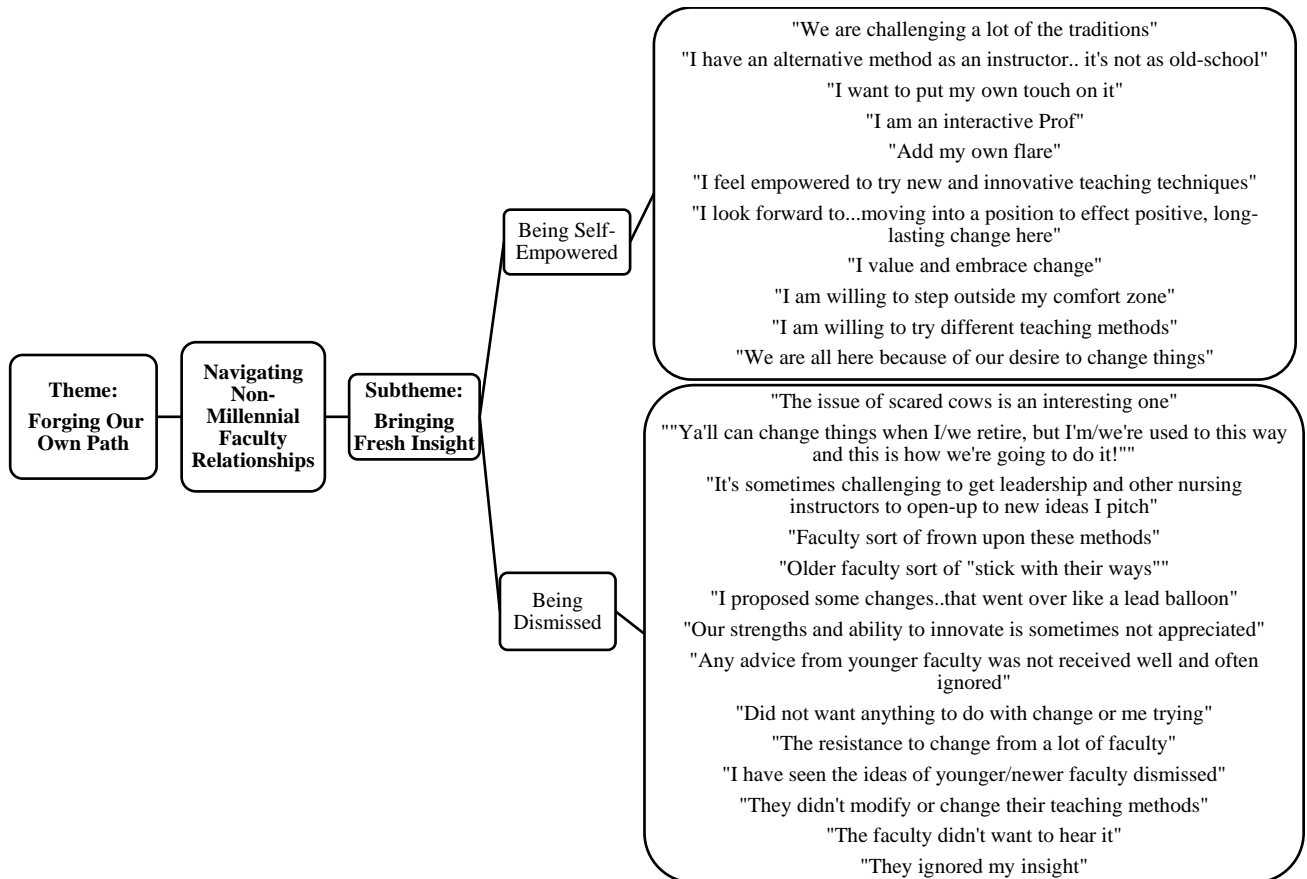 Theme:
Forging Our
Own Path
Navigating
Non-
Millennial
Faculty
Relationships
Subtheme:
Bringing
Fresh Insight
Being Self-
Empowered
"We are challenging a lot of the traditions"
"I have an alternative method as an instructor.. it's not as old-school"
"I want to put my own touch on it"
"I am an interactive Prof"
"Add my own flare"
"I feel empowered to try new and innovative teaching techniques"
"I look forward to...moving into a position to effect positive, long-
lasting change here"
"I value and embrace change"
"I am willing to step outside my comfort zone"
"I am willing to try different teaching methods"
"We are all here because of our desire to change things"
Being
Dismissed
"The issue of scared cows is an interesting one"
""Ya'll can change things when I/we retire, but I'm/we're used to this way
and this is how we're going to do it!""
"It's sometimes challenging to get leadership and other nursing
instructors to open-up to new ideas I pitch"
"Faculty sort of frown upon these methods"
"Older faculty sort of "stick with their ways""
"I proposed some changes..that went over like a lead balloon"
"Our strengths and ability to innovate is sometimes not appreciated"
"Any advice from younger faculty was not received well and often
ignored"
"Did not want anything to do with change or me trying"
"The resistance to change from a lot of faculty"
"I have seen the ideas of younger/newer faculty dismissed"
"They didn't modify or change their teaching methods"
"The faculty didn't want to hear it"
"They ignored my insight"